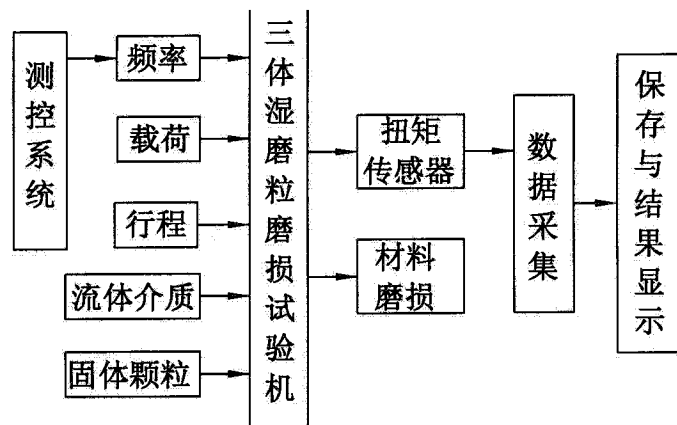 测控系统
频率
载荷
行程
流体介质
固体颗粒
三体湿磨粒磨损试验机
扭矩
传感器
材料
磨损
数据采集
保存与结果显示